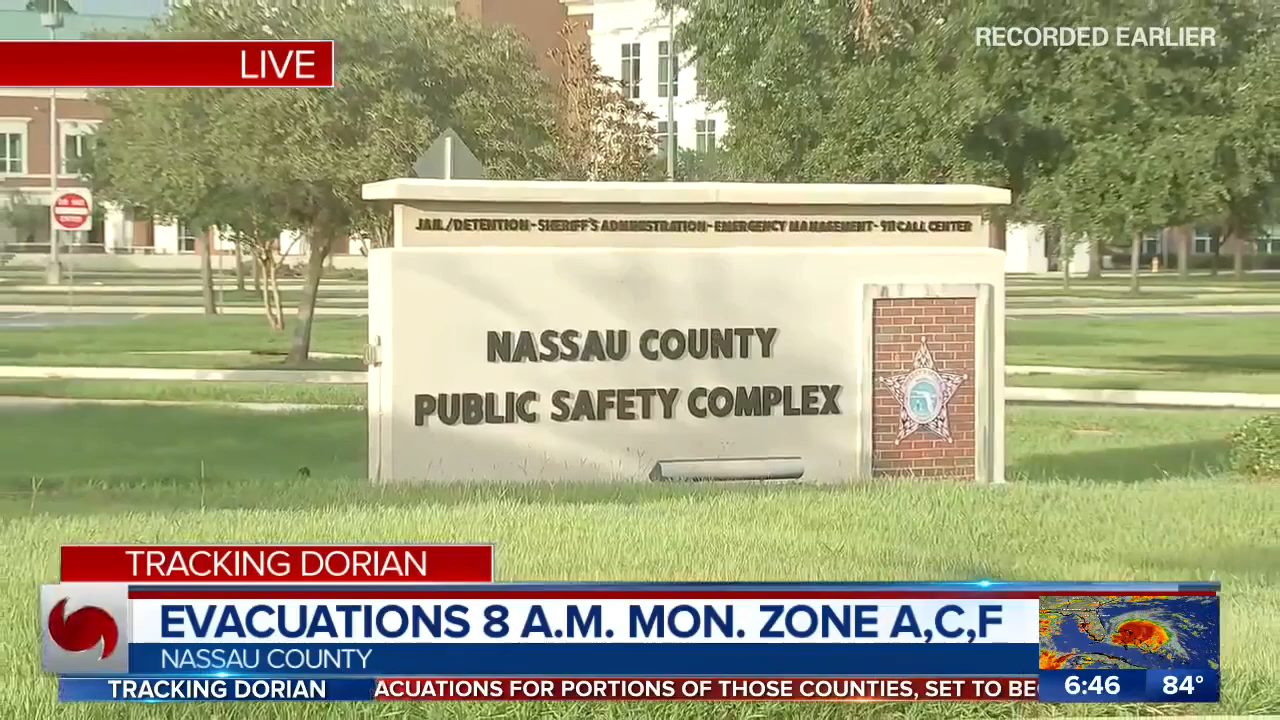 RECORDED EARLIER
LIVE
DO NOT
ENTER
JAIL/DETENTION - SHERIFF'S ADMINISTRATION - EMERGENCY MANAGEMENT - 911 CALL CENTER
NASSAU COUNTY
PUBLIC SAFETY COMPLEX
TRACKING DORIAN
EVACUATIONS 8 A.M. MON. ZONE A,C,F
NASSAU COUNTY
TRACKING DORIAN
ACUATIONS FOR PORTIONS OF THOSE COUNTIES, SET TO BE
6:46
84°